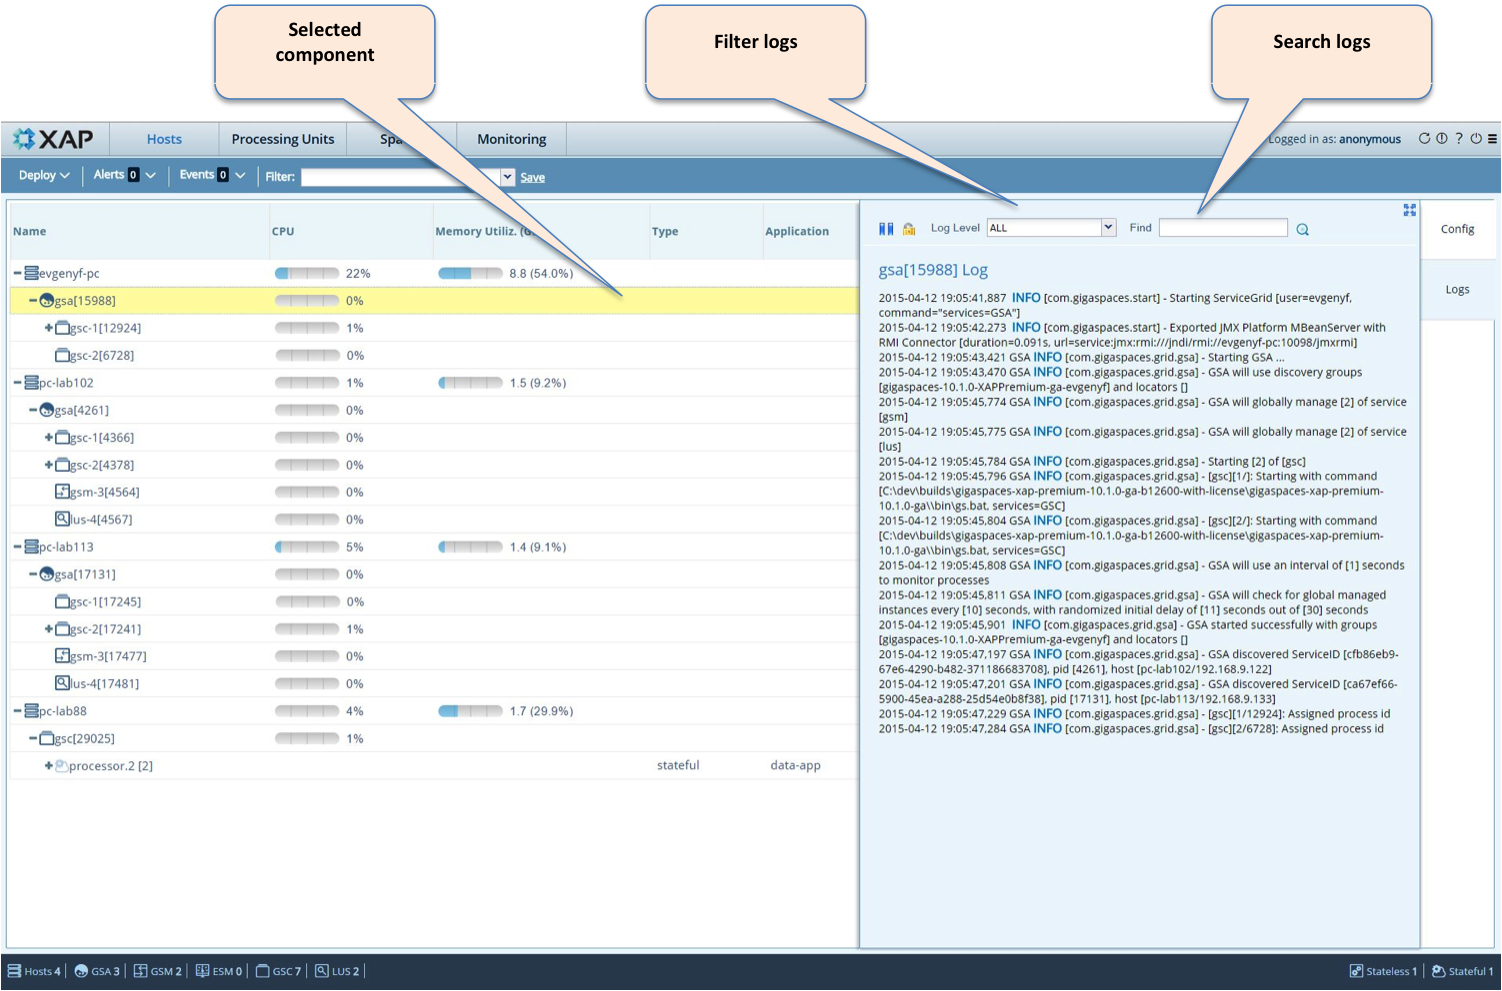 Selected
component
Filter logs
Search logs
XAP
Hosts
Processing Units
Spa
Monitoring
Logged in as: anonymous
Deploy
Alerts 0
Events 0
Filter:
Save
Name
CPU
Memory Utiliz. (G
Type
Application
evgenyf-pc
22%
8.8 (54.0%)
gsa[15988]
0%
gsc-1[12924]
1%
gsc-2[6728]
0%
pc-lab102
1%
1.5 (9.2%)
gsa[4261]
0%
gsc-1[4366]
0%
gsc-2[4378]
0%
gsm-3[4564]
0%
lus-4[4567]
0%
pc-lab113
5%
1.4 (9.1%)
gsa[17131]
0%
gsc-1[17245]
0%
gsc-2[17241]
1%
gsm-3[17477]
0%
lus-4[17481]
0%
pc-lab88
4%
1.7 (29.9%)
gsc[29025]
1%
processor.2 [2]
stateful
data-app
Log Level
ALL
Find
gsa[15988] Log
2015-04-12 19:05:41,887 INFO [com.gigaspaces.start] - Starting ServiceGrid [user=evgenyf,
command="services=GSA"]
2015-04-12 19:05:42,273 INFO [com.gigaspaces.start] - Exported JMX Platform MBeanServer with
RMI Connector [duration=0.091s, url=service:jmx:rmi:///jndi/rmi://evgenyf-pc:10098/jmxrmi]
2015-04-12 19:05:43,421 GSA INFO [com.gigaspaces.grid.gsa] - Starting GSA ...
2015-04-12 19:05:43,470 GSA INFO [com.gigaspaces.grid.gsa] - GSA will use discovery groups
[gigaspaces-10.1.0-XAPPremium-ga-evgenyf] and locators []
2015-04-12 19:05:45,774 GSA INFO [com.gigaspaces.grid.gsa] - GSA will globally manage [2] of service
[gsm]
2015-04-12 19:05:45,775 GSA INFO [com.gigaspaces.grid.gsa] - GSA will globally manage [2] of service
[lus]
2015-04-12 19:05:45,784 GSA INFO [com.gigaspaces.grid.gsa] - Starting [2] of [gsc]
2015-04-12 19:05:45,796 GSA INFO [com.gigaspaces.grid.gsa] - [gsc][1/]: Starting with command
[C:\dev\builds\gigaspaces-xap-premium-10.1.0-ga-b12600-with-license\gigaspaces-xap-premium-
10.1.0-ga\\bin\gs.bat, services=GSC]
2015-04-12 19:05:45,804 GSA INFO [com.gigaspaces.grid.gsa] - [gsc][2/]: Starting with command
[C:\dev\builds\gigaspaces-xap-premium-10.1.0-ga-b12600-with-license\gigaspaces-xap-premium-
10.1.0-ga\\bin\gs.bat, services=GSC]
2015-04-12 19:05:45,808 GSA INFO [com.gigaspaces.grid.gsa] - GSA will use an interval of [1] seconds
to monitor processes
2015-04-12 19:05:45,811 GSA INFO [com.gigaspaces.grid.gsa] - GSA will check for global managed
instances every [10] seconds, with randomized initial delay of [11] seconds out of [30] seconds
2015-04-12 19:05:45,901 INFO [com.gigaspaces.grid.gsa] - GSA started successfully with groups
[gigaspaces-10.1.0-XAPPremium-ga-evgenyf] and locators []
2015-04-12 19:05:47,197 GSA INFO [com.gigaspaces.grid.gsa] - GSA discovered ServiceID [cfb86eb9-
67e6-4290-b482-371186683708], pid [4261], host [pc-lab102/192.168.9.122]
2015-04-12 19:05:47,201 GSA INFO [com.gigaspaces.grid.gsa] - GSA discovered ServiceID [ca67ef66-
5900-45ea-a288-25d54e0b8f38], pid [17131], host [pc-lab113/192.168.9.133]
2015-04-12 19:05:47,229 GSA INFO [com.gigaspaces.grid.gsa] - [gsc][1/12924]: Assigned process id
2015-04-12 19:05:47,284 GSA INFO [com.gigaspaces.grid.gsa] - [gsc][2/6728]: Assigned process id
Config
Logs
Hosts 4
GSA 3
GSM 2
ESM 0
GSC 7
LUS 2
Stateless 1
Stateful 1